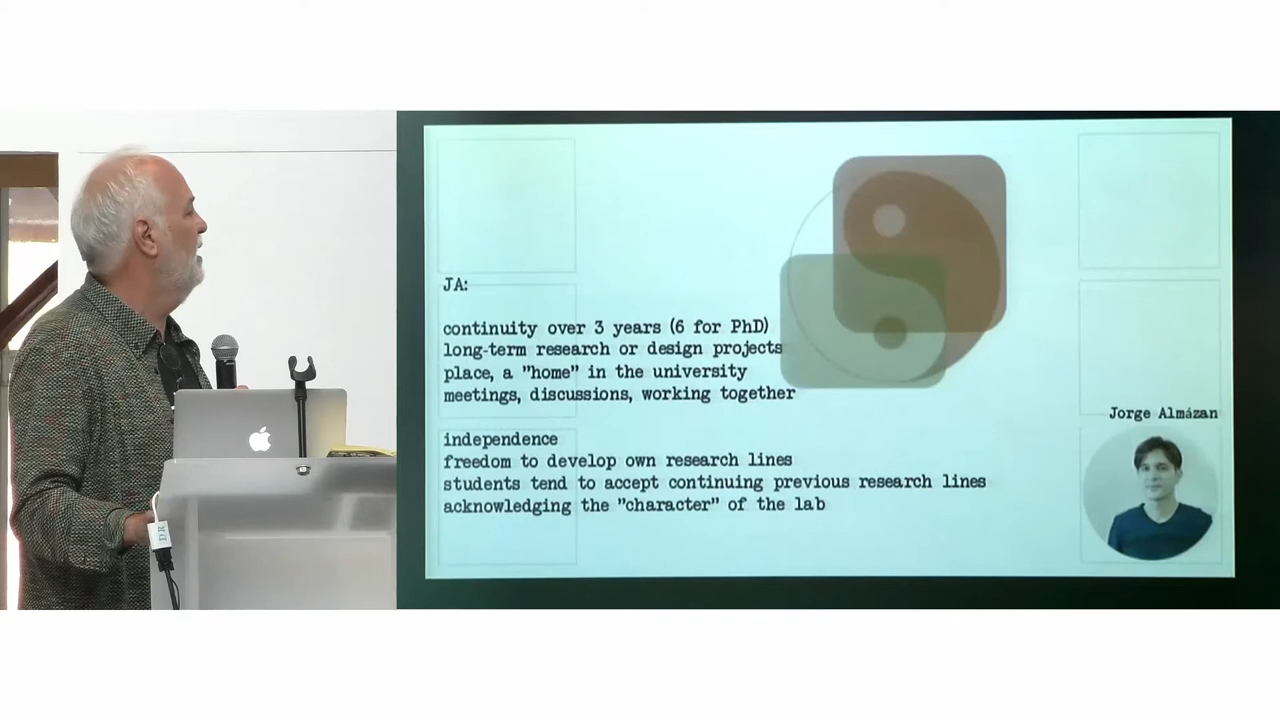 JA:
continuity over 3 years (6 for PhD)
long-term research or design projects
place, a "home" in the university
meetings, discussions, working together
independence
freedom to develop own research lines
students tend to accept continuing previous research lines
acknowledging the "character" of the lab
Jorge Almázan
DR